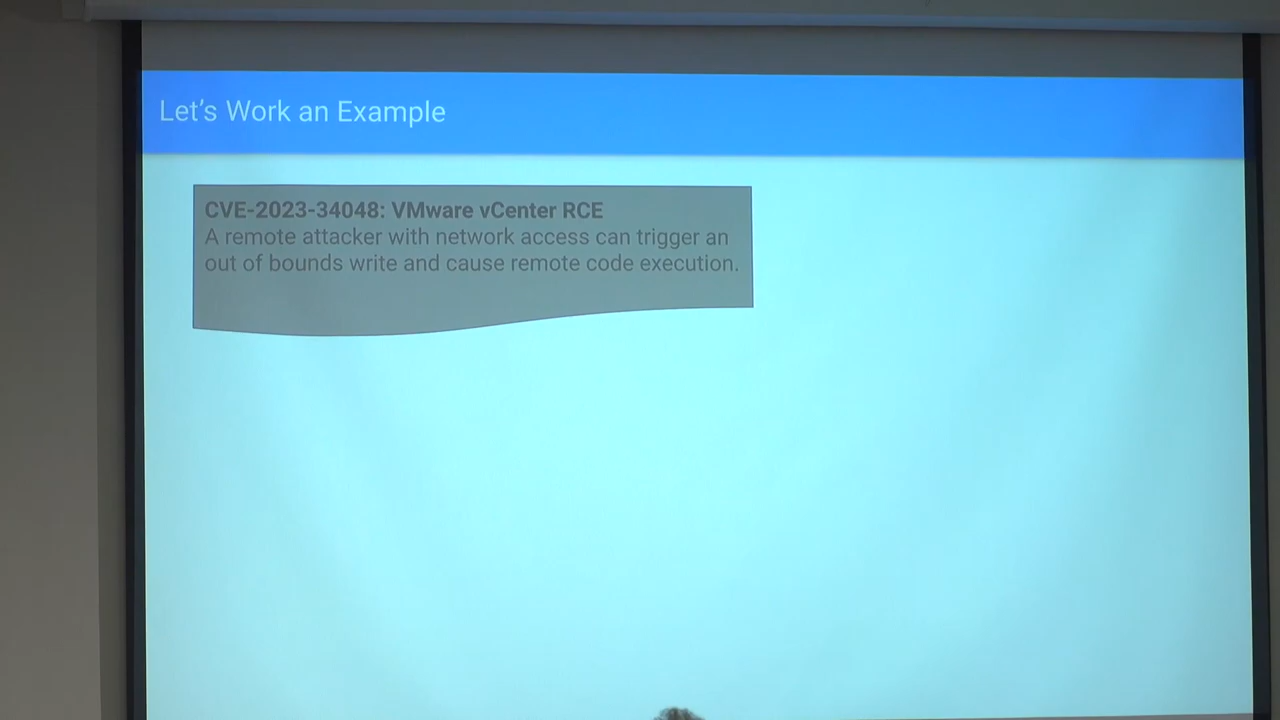 Let’s Work an Example
CVE-2023-34048: VMware vCenter RCE
A remote attacker with network access can trigger an
out of bounds write and cause remote code execution.